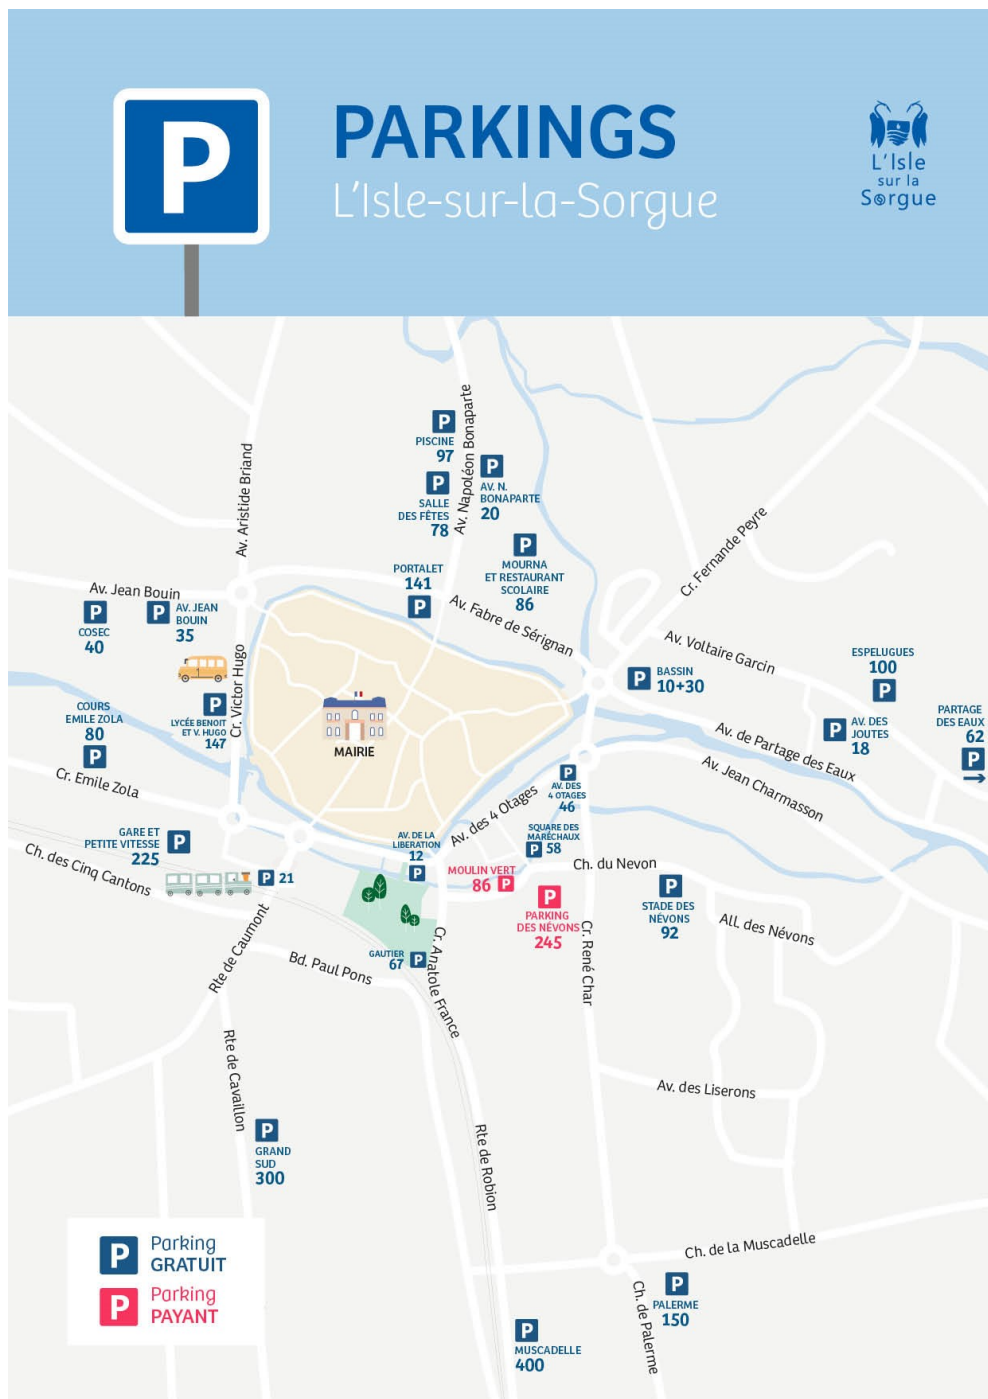 P
PARKINGS
L'Isle-sur-la-Sorgue
L'Isle
sur la
Sorgue
Av. Aristide Briand
Av. Napoléon Bonaparte
P
PISCINE
97
P
SALLE
DES FÊTES
78
P
AV. N.
BONAPARTE
20
P
MOURNA
ET RESTAURANT
SCOLAIRE
86
PORTALET
141
P
Av. Fabre de Sérignan
Cr. Fernande Peyre
Av. Jean Bouin
P
COSEC
40
P
AV. JEAN
BOUIN
35
Av. Voltaire Garcin
P
BASSIN
10+30
ESPELUGUES
100
P
P
AV. DES
JOUTES
18
PARTAGE
DES EAUX
62
P
Cr. Victor Hugo
P
LYCÉE BENOIT
ET V. HUGO
147
COURS
EMILE ZOLA
80
P
Cr. Emile Zola
MAIRIE
Av. de Partage des Eaux
Av. Jean Charmasson
P
AV. DES
4 OTAGES
46
Av. des 4 Otages
SQUARE DES
MARÉCHAUX
P 58
AV. DE LA
LIBERATION
12
P
GARE ET
PETITE VITESSE
225
P
Ch. des Cinq Cantons
P 21
MOULIN VERT
86 P
P
PARKING
DES NÉVONS
245
Ch. du Nevon
P
STADE DES
NÉVONS
92
All. des Névons
Cr. René Char
Rte de Caumont
Bd. Paul Pons
GAUTIER
67
P
Cr. Anatole France
Rte de Cavaillon
Av. des Liserons
P
GRAND
SUD
300
Rte de Robion
P
Parking
GRATUIT
P
Parking
PAYANT
Ch. de la Muscadelle
Ch. de Palerme
P
PALERME
150
P
MUSCADELLE
400